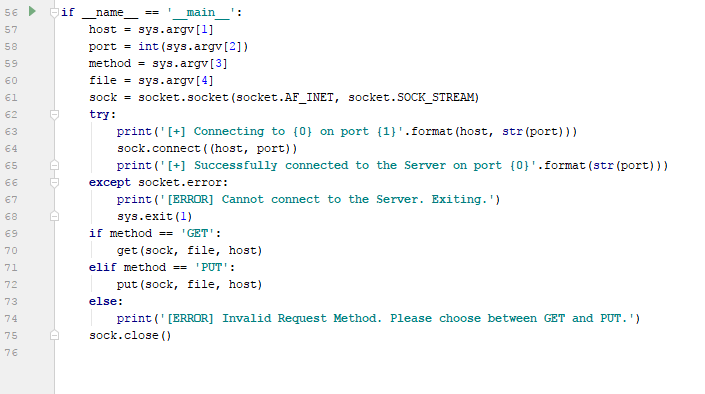 56 if __name__ == '__main__':
57     host = sys.argv[1]
58     port = int(sys.argv[2])
59     method = sys.argv[3]
60     file = sys.argv[4]
61     sock = socket.socket(socket.AF_INET, socket.SOCK_STREAM)
62     try:
63         print('[+] Connecting to {0} on port {1}'.format(host, str(port)))
64         sock.connect((host, port))
65         print('[+] Successfully connected to the Server on port {0}'.format(str(port)))
66     except socket.error:
67         print('[ERROR] Cannot connect to the Server. Exiting.')
68         sys.exit(1)
69     if method == 'GET':
70         get(sock, file, host)
71     elif method == 'PUT':
72         put(sock, file, host)
73     else:
74         print('[ERROR] Invalid Request Method. Please choose between GET and PUT.')
75     sock.close()
76